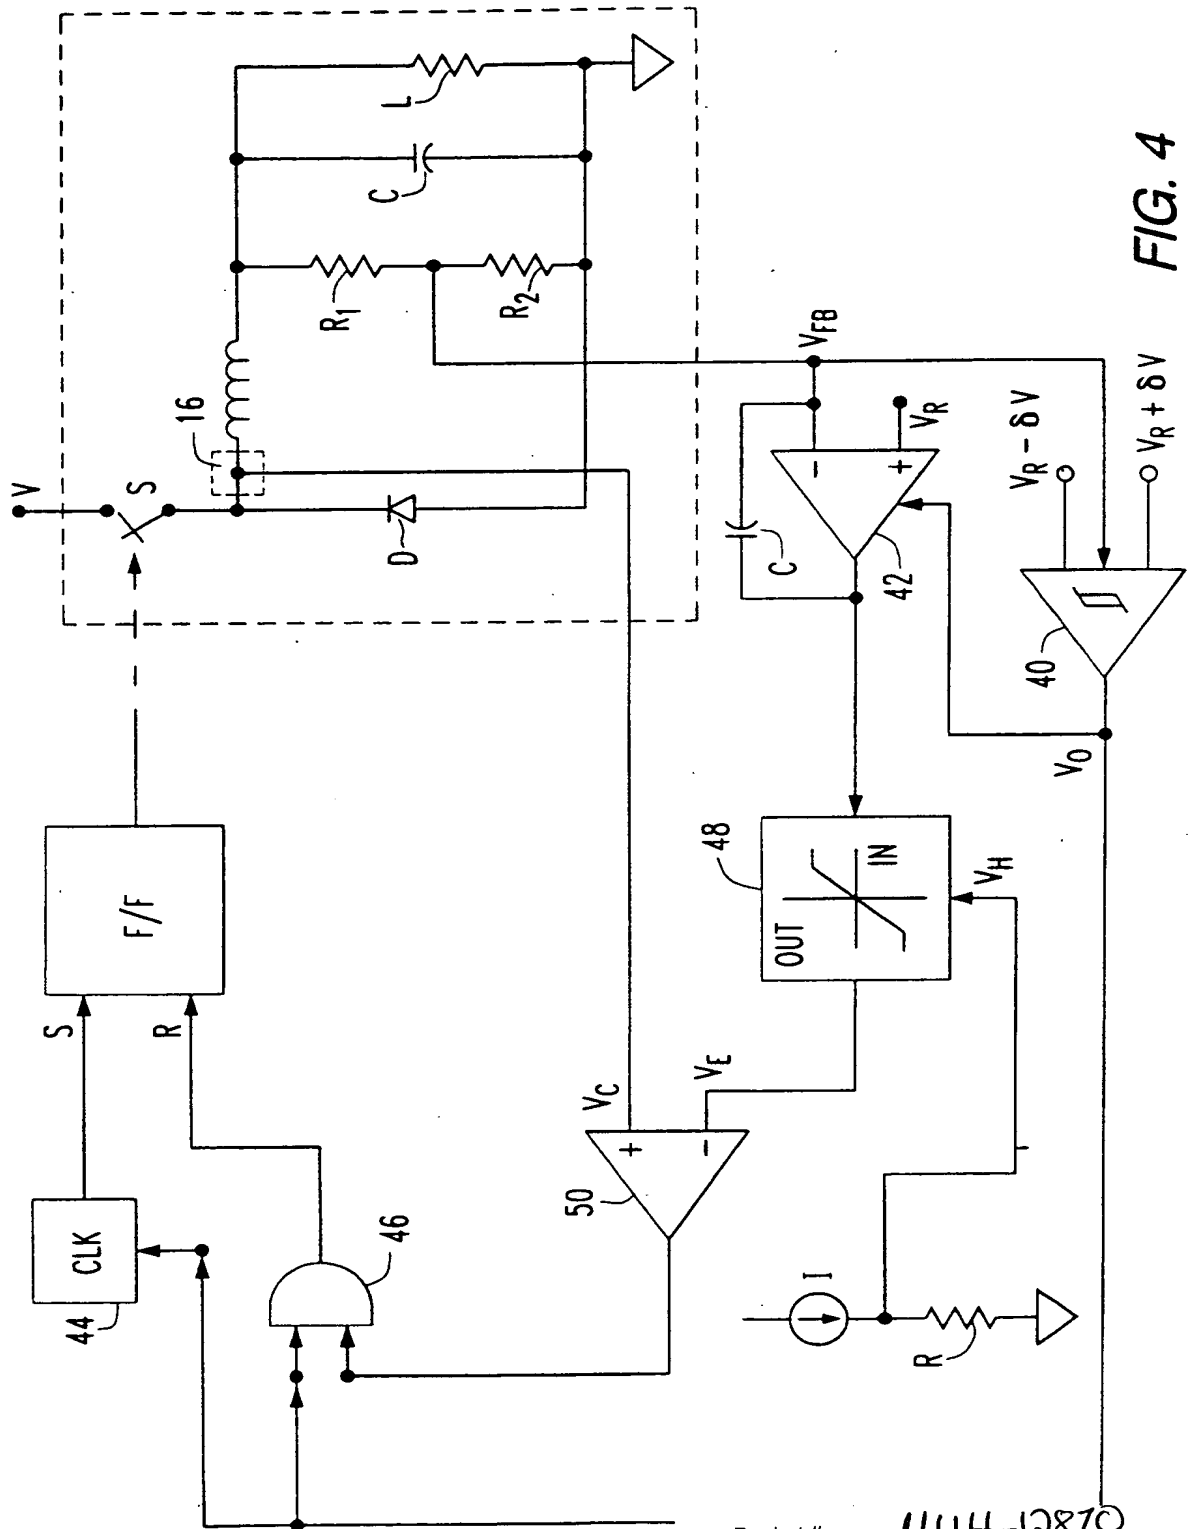 V
S
16
L
C
R1
R2
D
F/F
S
R
CLK
44
46
50
VC
VE
+
-
48
OUT
IN
VH
I
R
C
42
-
+
VR
VFB
VR - δV
VR + δV
40
VO
FIG. 4